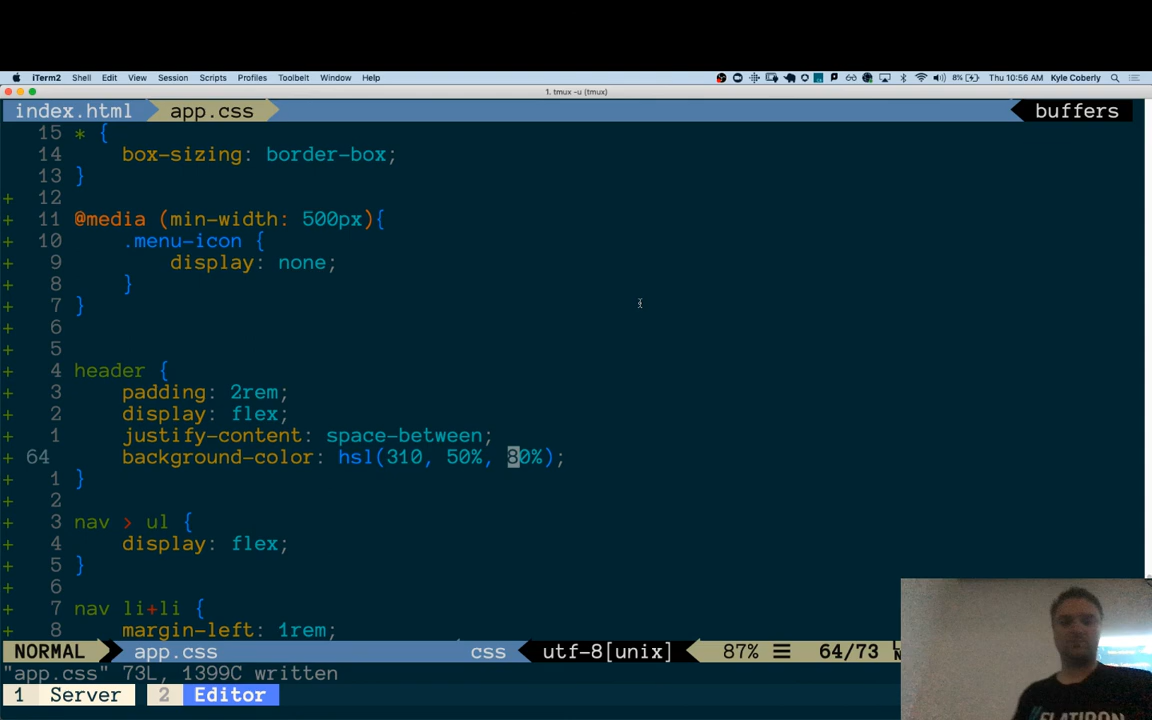 iTerm2 Shell Edit View Session Scripts Profiles Toolbelt Window Help 8% Thu 10:56 AM Kyle Coberly
1. tmux -u (tmux)
index.html app.css buffers
15 * {
14 box-sizing: border-box;
13 }
+ 12
+ 11 @media (min-width: 500px){
+ 10 .menu-icon {
+ 9 display: none;
+ 8 }
+ 7 }
+ 6
+ 5
+ 4 header {
+ 3 padding: 2rem;
+ 2 display: flex;
+ 1 justify-content: space-between;
+ 64 background-color: hsl(310, 50%, 80%);
+ 1 }
+ 2
+ 3 nav > ul {
+ 4 display: flex;
+ 5 }
+ 6
+ 7 nav li+li {
+ 8 margin-left: 1rem;
NORMAL app.css css utf-8[unix] 87% ☰ 64/73
"app.css" 73L, 1399C written
1 Server 2 Editor
FLATIRON